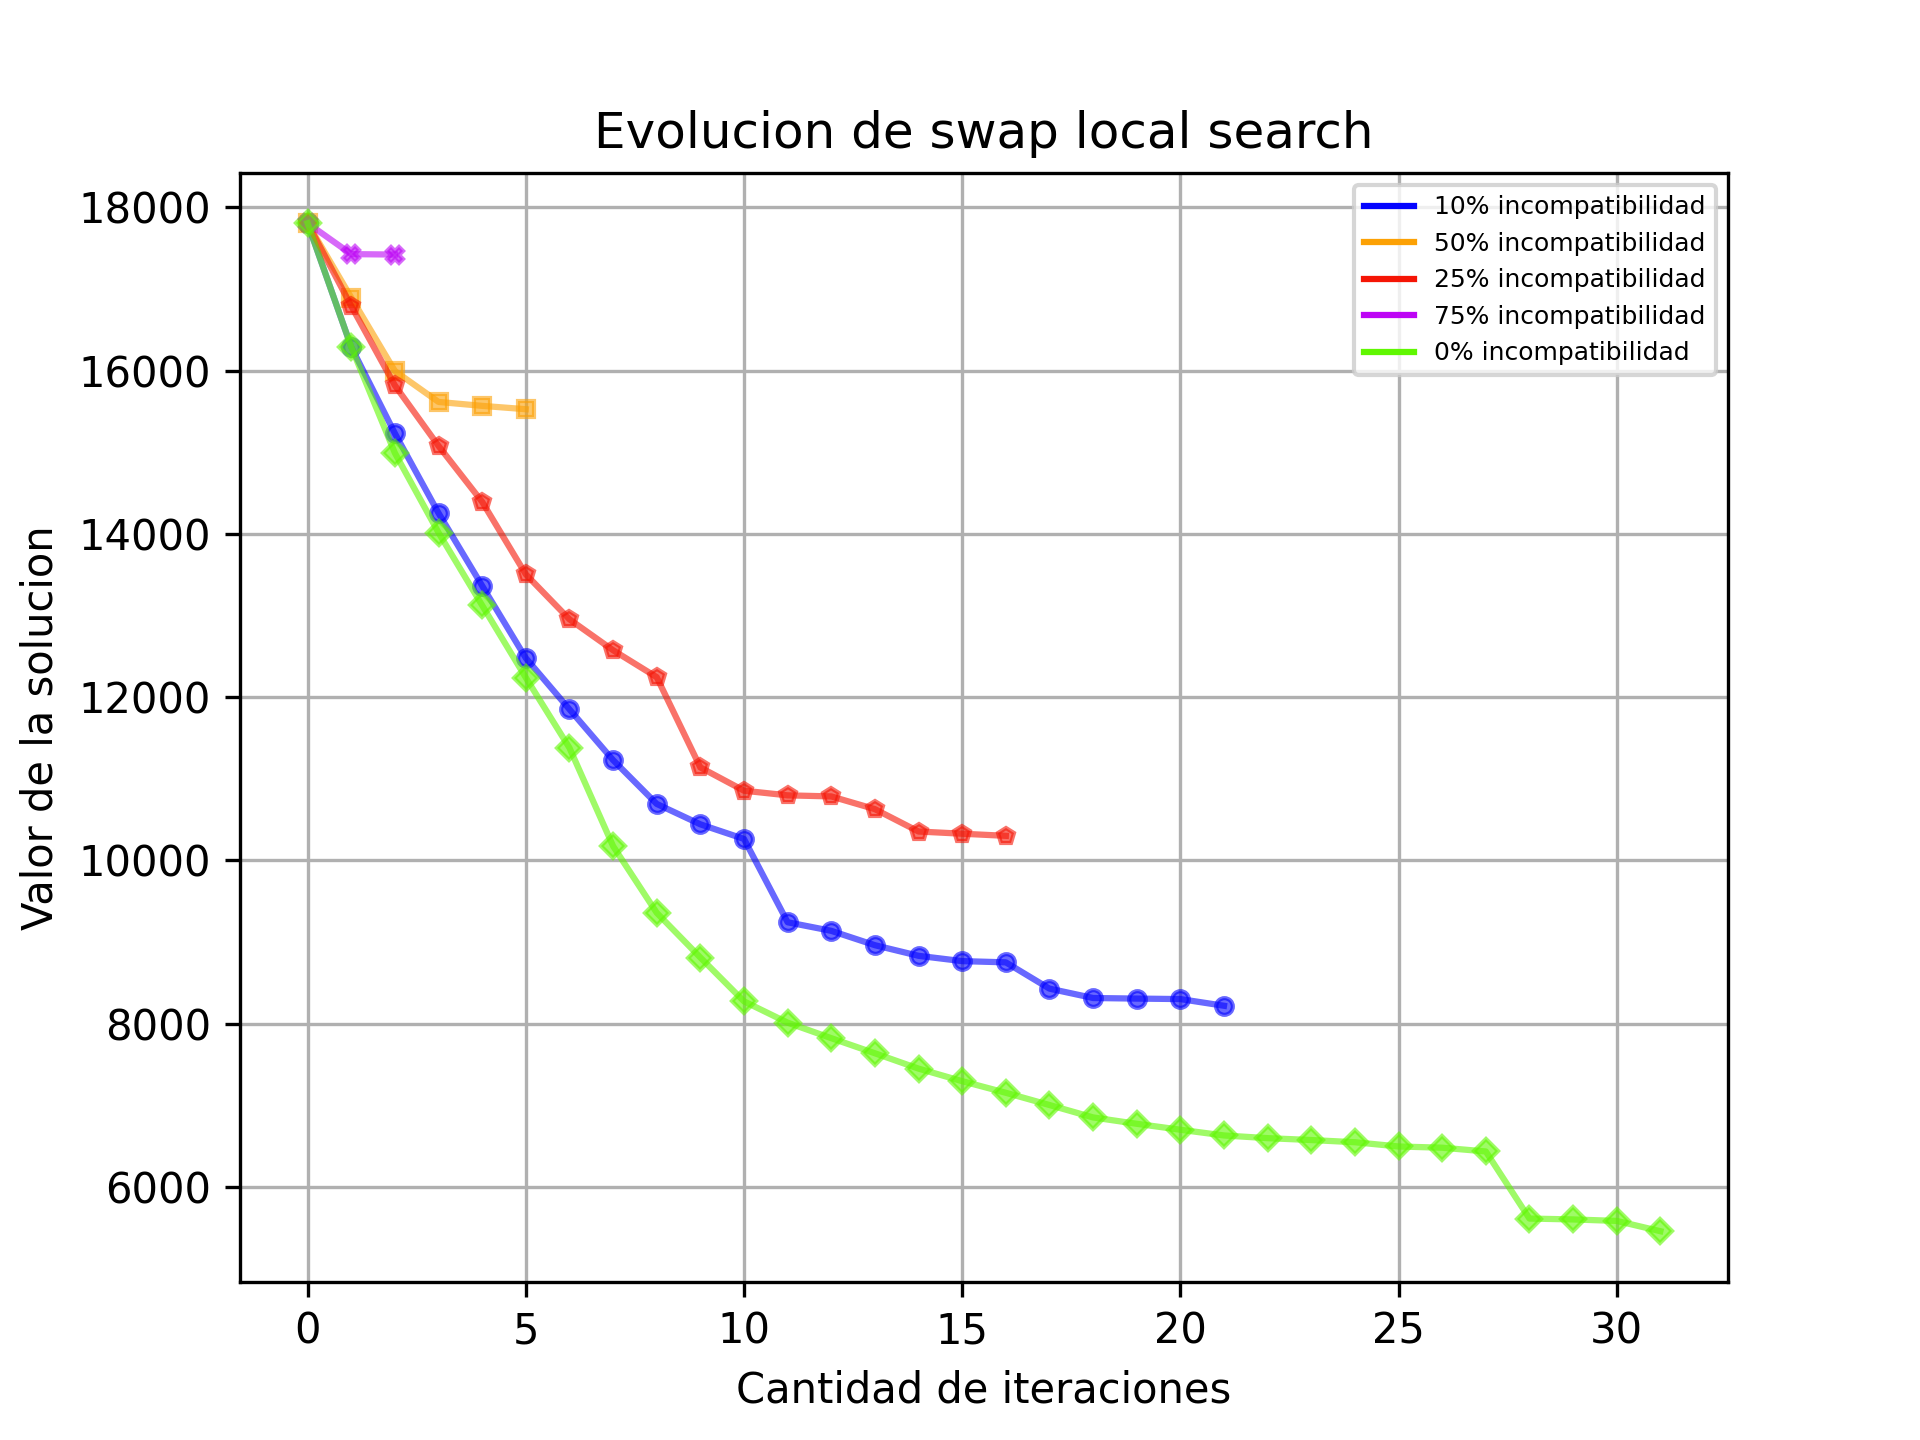 Evolucion de swap local search
10% incompatibilidad
50% incompatibilidad
25% incompatibilidad
75% incompatibilidad
0% incompatibilidad
Valor de la solucion
18000
16000
14000
12000
10000
8000
6000
0 5 10 15 20 25 30
Cantidad de iteraciones